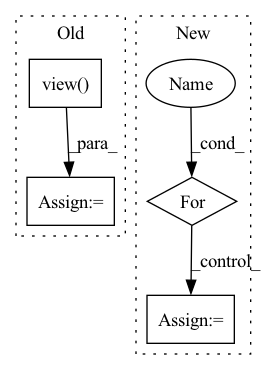 Old
New
view()
Name
_para_
_cond_
Assign:=
For
_control_
Assign:=